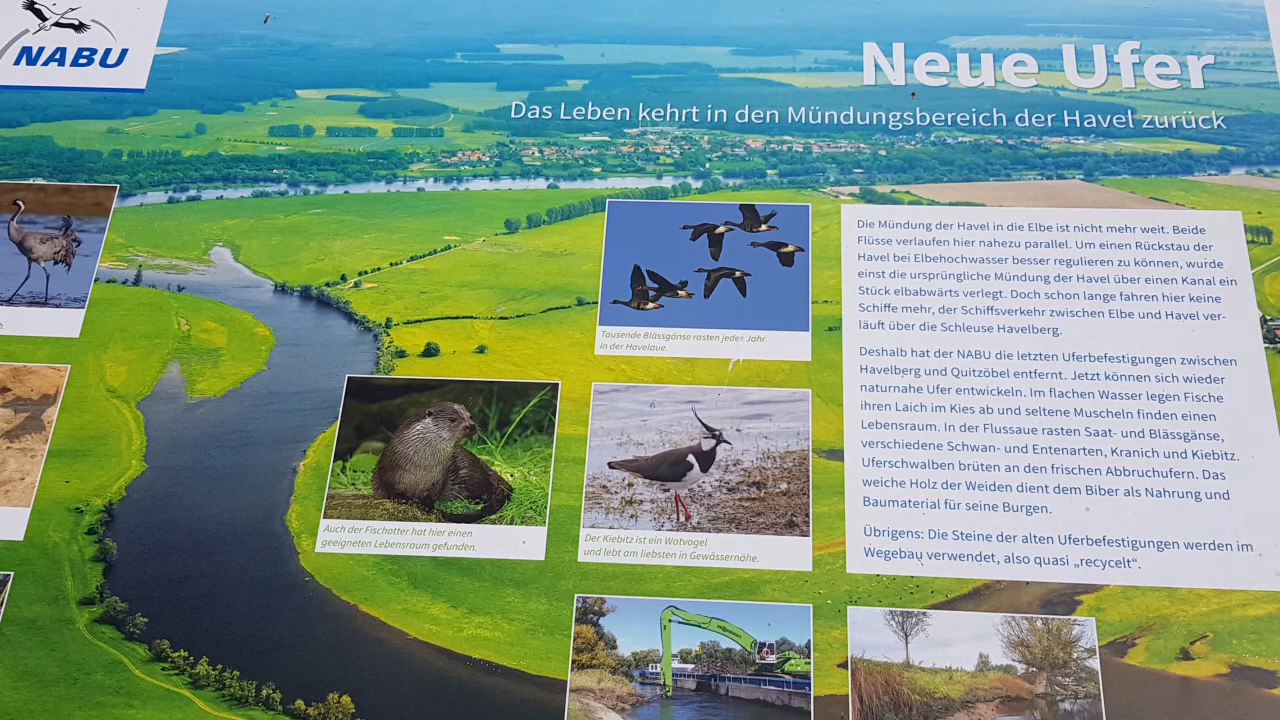 NABU
Neue Ufer
Das Leben kehrt in den Mündungsbereich der Havel zurück
Tausende Blässgänse rasten jedes Jahr
in der Havelaue.
Auch der Fischotter hat hier einen
geeigneten Lebensraum gefunden.
Der Kiebitz ist ein Watvogel
und lebt am liebsten in Gewässernähe.
Die Mündung der Havel in die Elbe ist nicht mehr weit. Beide
Flüsse verlaufen hier nahezu parallel. Um einen Rückstau der
Havel bei Elbehochwasser besser regulieren zu können, wurde
einst die ursprüngliche Mündung der Havel über einen Kanal ein
Stück elbabwärts verlegt. Doch schon lange fahren hier keine
Schiffe mehr, der Schiffsverkehr zwischen Elbe und Havel ver-
läuft über die Schleuse Havelberg.
Deshalb hat der NABU die letzten Uferbefestigungen zwischen
Havelberg und Quitzöbel entfernt. Jetzt können sich wieder
naturnahe Ufer entwickeln. Im flachen Wasser legen Fische
ihren Laich im Kies ab und seltene Muscheln finden einen
Lebensraum. In der Flussaue rasten Saat- und Blässgänse,
verschiedene Schwan- und Entenarten, Kranich und Kiebitz.
Uferschwalben brüten an den frischen Abbruchufern. Das
weiche Holz der Weiden dient dem Biber als Nahrung und
Baumaterial für seine Burgen.
Übrigens: Die Steine der alten Uferbefestigungen werden im
Wegebau verwendet, also quasi „recycelt“.